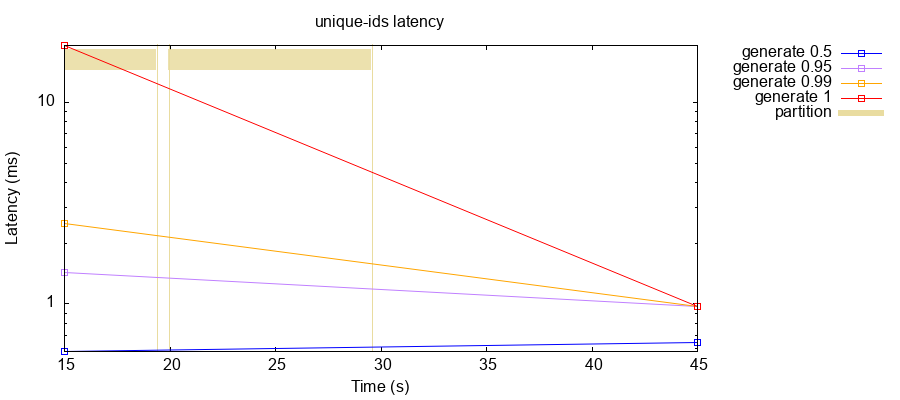 unique-ids latency
generate 0.5
generate 0.95
generate 0.99
generate 1
partition
Latency (ms)
10
1
15
20
25
30
35
40
45
Time (s)